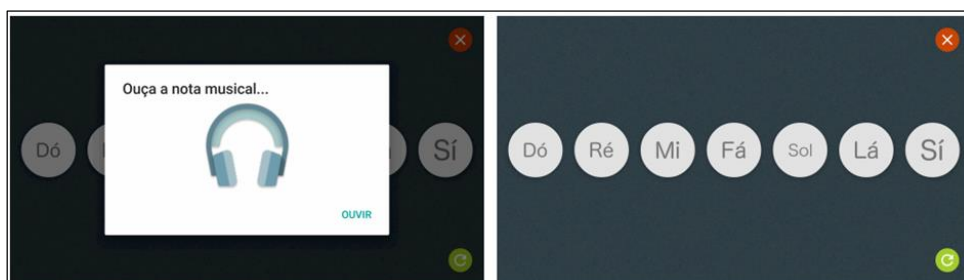 Ouça a nota musical...
Dó Sí
OUVIR
Dó Ré Mi Fá Sol Lá Sí